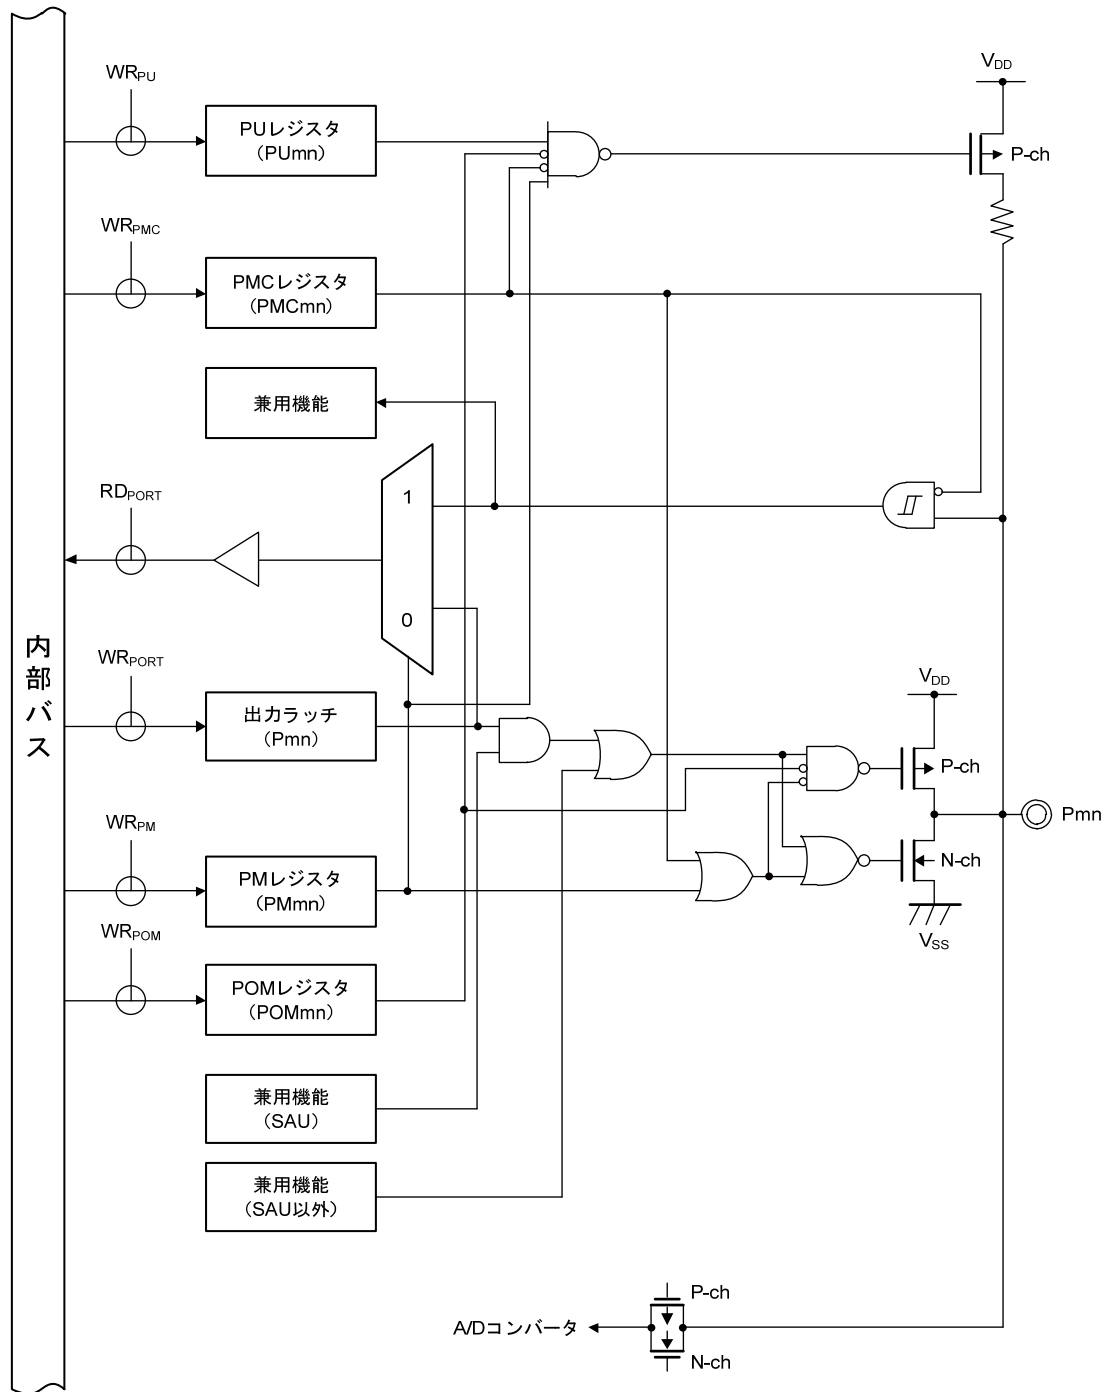 WRPU
PUレジスタ
(PUmn)
VDD
P-ch
WRPMC
PMCレジスタ
(PMCmn)
兼用機能
RDPORT
1
0
内部バス
WRPORT
出力ラッチ
(Pmn)
VDD
P-ch
Pmn
N-ch
VSS
WRPM
PMレジスタ
(PMmn)
WRPOM
POMレジスタ
(POMmn)
兼用機能
(SAU)
兼用機能
(SAU以外)
P-ch
A/Dコンバータ
N-ch